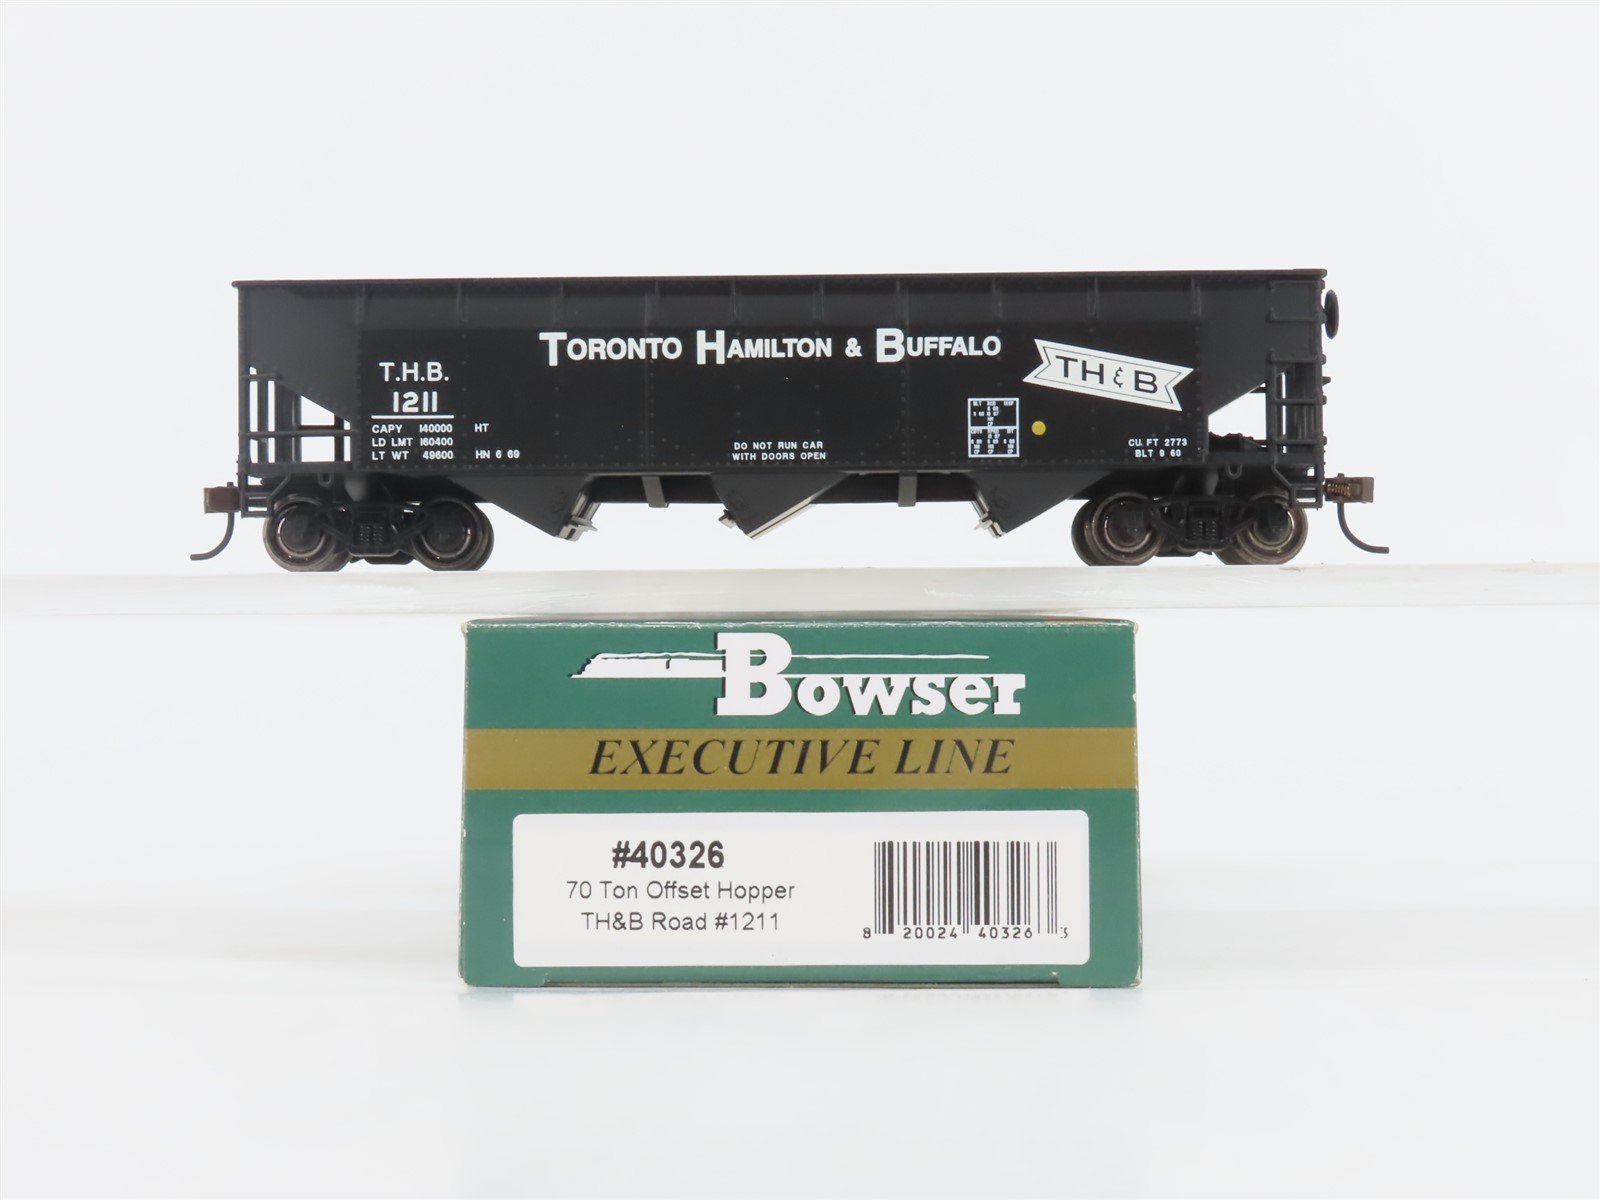 TORONTO HAMILTON & BUFFALO
TH&B
T.H.B.
1211
CAPY 140000 HT
LD LMT 160400
LT WT 49600 HN 6 69
DO NOT RUN CAR
WITH DOORS OPEN
CU. FT 2773
BLT 9 60
BOWSER
EXECUTIVE LINE
#40326
70 Ton Offset Hopper
TH&B Road #1211
8 20024 40326 3